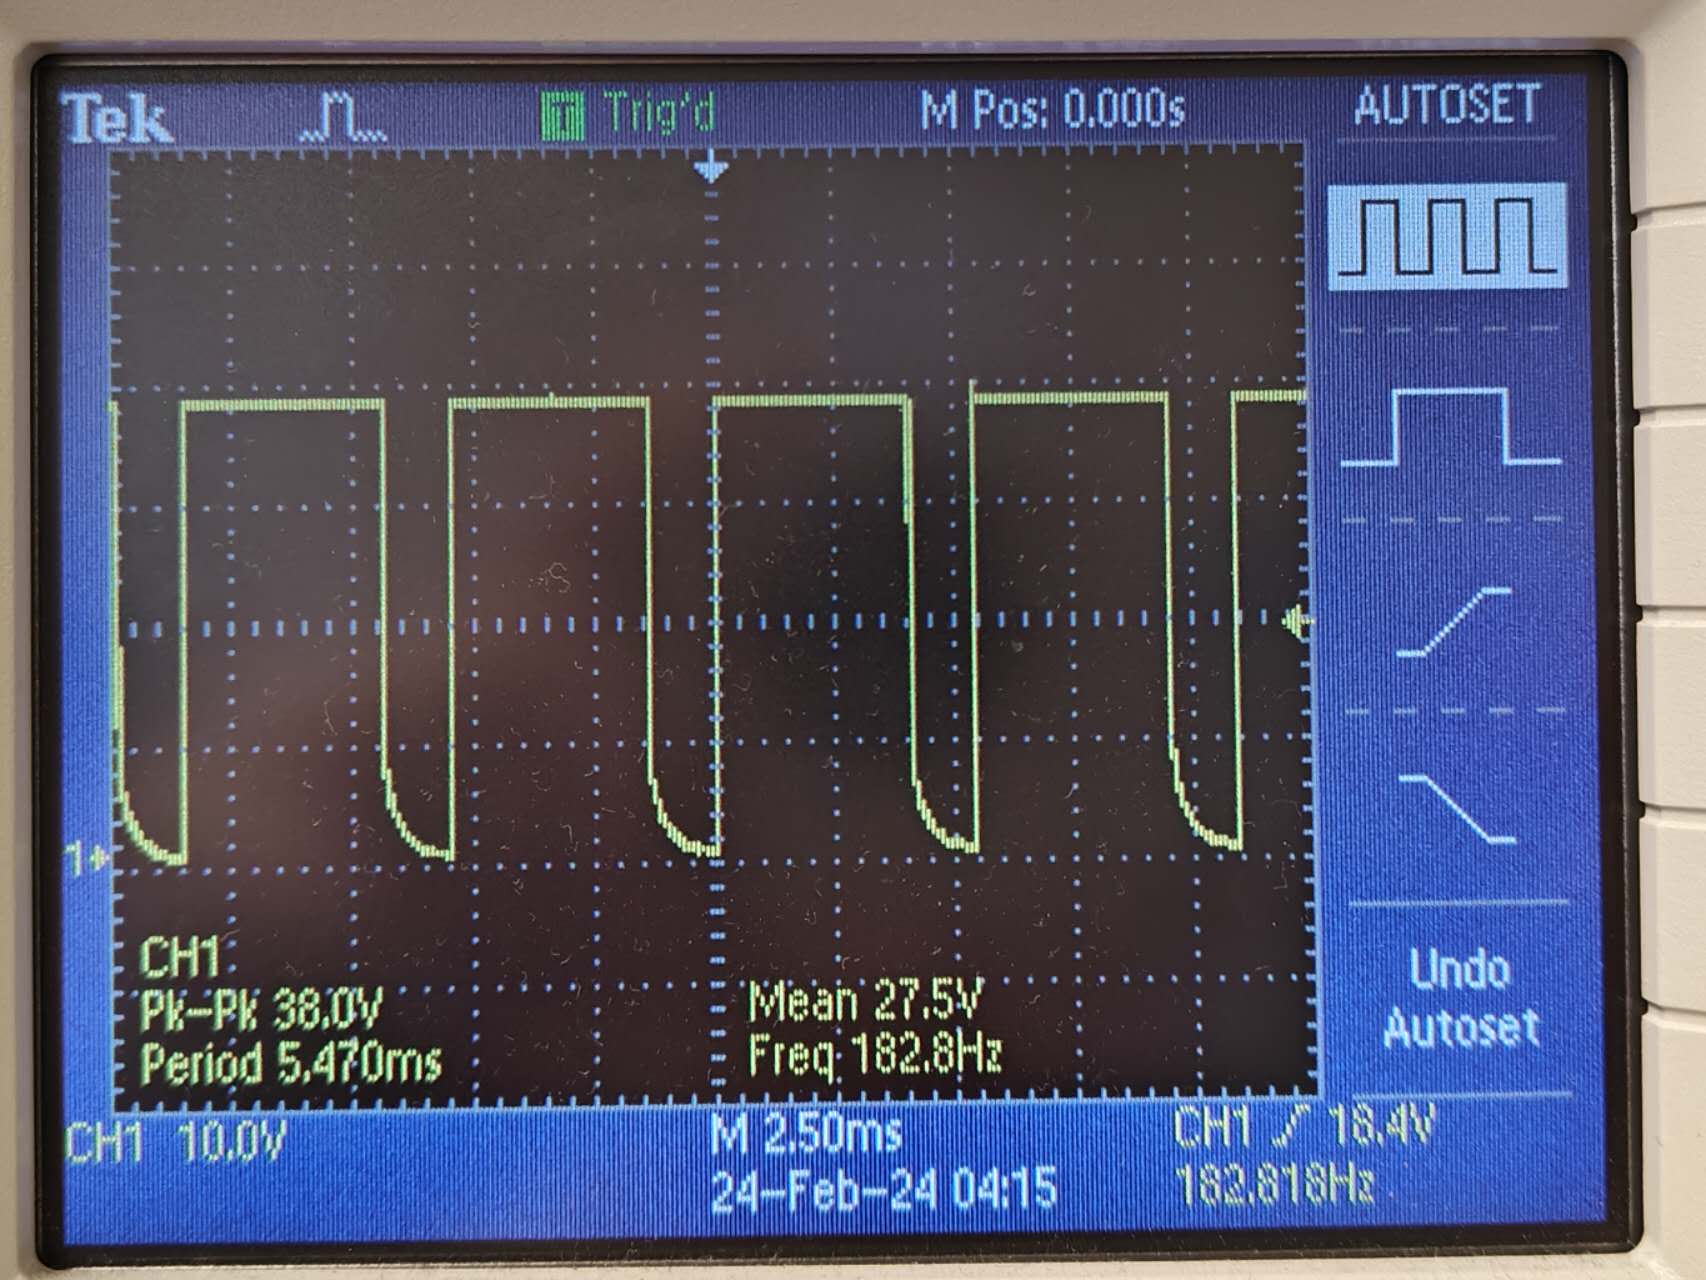 Tek Trig'd M Pos: 0.000s AUTOSET
1
CH1
Pk-Pk 38.0V Mean 27.5V
Period 5.470ms Freq 182.8Hz
Undo
Autoset
CH1 10.0V M 2.50ms CH1 18.4V
24-Feb-24 04:15 182.818Hz